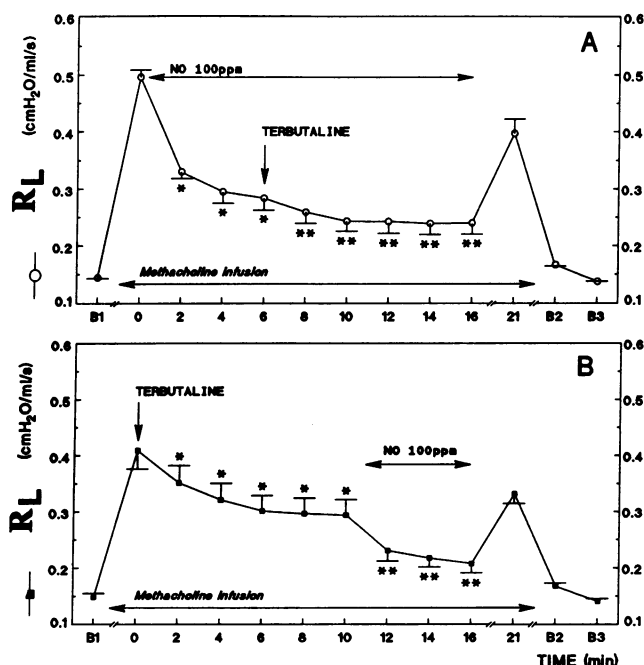 0.6 0.6
A
NO 100ppm
(cmH₂O/ml/s)
0.5 0.5
TERBUTALINE
0.4 0.4
R_L
0.3 0.3
* * * ** ** ** ** **
0.2 0.2
Methacholine infusion
0.1 0.1
B1 0 2 4 6 8 10 12 14 16 21 B2 B3
0.6 0.6
B
TERBUTALINE
(cmH₂O/ml/s)
0.5 0.5
NO 100ppm
0.4 0.4
* * * * *
R_L
0.3 0.3
** ** **
0.2 0.2
Methacholine infusion
0.1 0.1
B1 0 2 4 6 8 10 12 14 16 21 B2 B3
TIME (min)